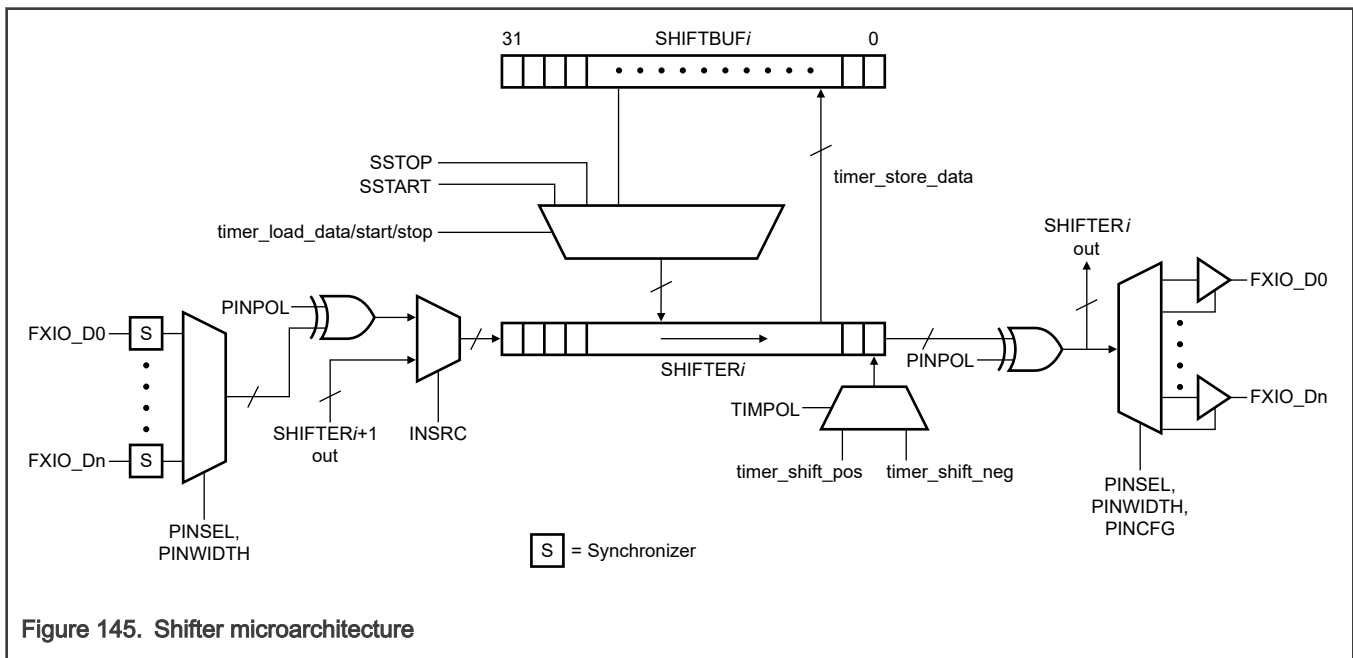 31 SHIFTBUFi 0
SSTOP
SSTART
timer_store_data
timer_load_data/start/stop
SHIFTERi
out
PINPOL
FXIO_D0
S
FXIO_D0
PINPOL
SHIFTERi
TIMPOL
FXIO_Dn
SHIFTERi+1
out
INSRC
FXIO_Dn
S
timer_shift_pos
timer_shift_neg
PINSEL,
PINWIDTH
PINSEL,
PINWIDTH,
PINCFG
S = Synchronizer
Figure 145. Shifter microarchitecture